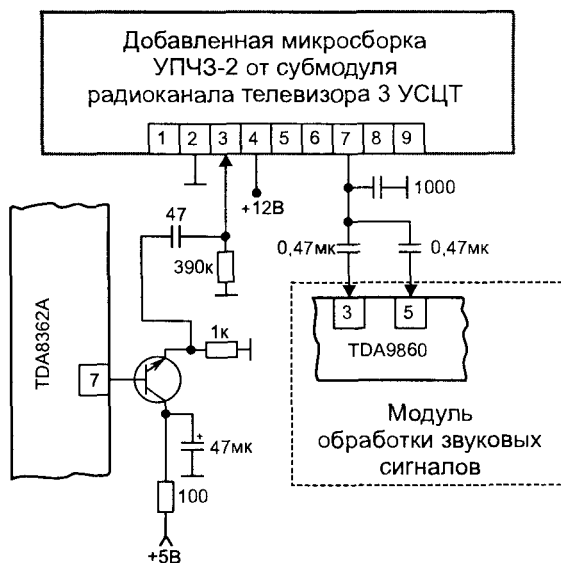 Добавленная микросборка
УПЧЗ-2 от субмодуля
радиоканала телевизора 3 УСЦТ
1 2 3 4 5 6 7 8 9
47
+12В
1000
0,47мк
0,47мк
390к
1к
TDA8362A
7
3
5
TDA9860
Модуль
обработки звуковых
сигналов
+
47мк
100
+5В